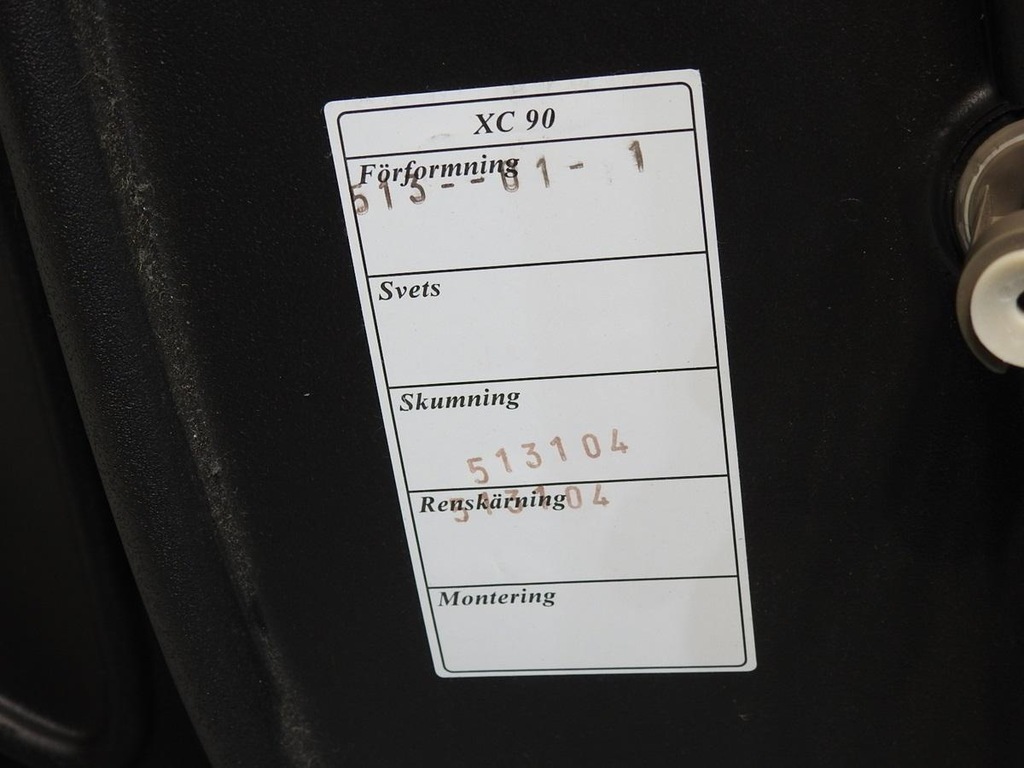 XC 90
Förformning
513--01- 1
Svets
Skumning
513104
Renskärning
513104
Montering